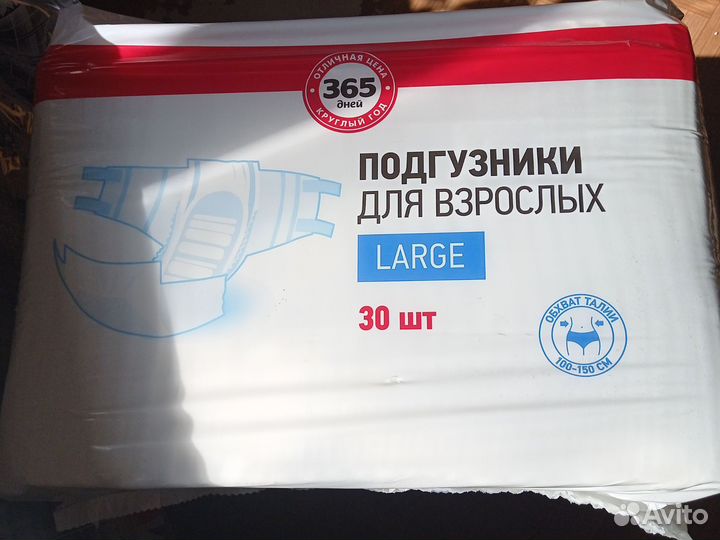 ОТЛИЧНАЯ ЦЕНА
365
дней
КРУГЛЫЙ ГОД
ПОДГУЗНИКИ
ДЛЯ ВЗРОСЛЫХ
LARGE
30 шт
ОБХВАТ ТАЛИИ
100-150 СМ
Avito